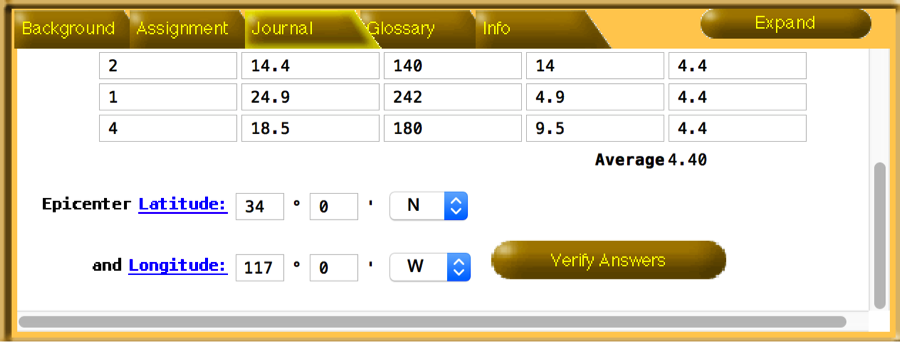 Background Assignment Journal Glossary Info Expand
2 14.4 140 14 4.4
1 24.9 242 4.9 4.4
4 18.5 180 9.5 4.4
Average 4.40
Epicenter Latitude: 34 ° 0 ' N
and Longitude: 117 ° 0 ' W Verify Answers